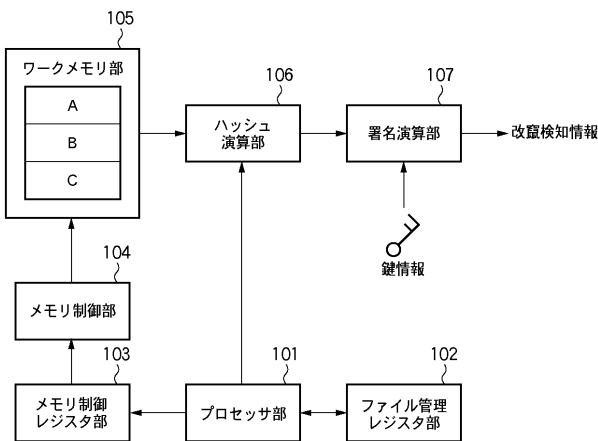 105
ワークメモリ部
A
B
C
106
ハッシュ
演算部
107
署名演算部
改竄検知情報
鍵情報
104
メモリ制御部
103
メモリ制御
レジスタ部
101
プロセッサ部
102
ファイル管理
レジスタ部